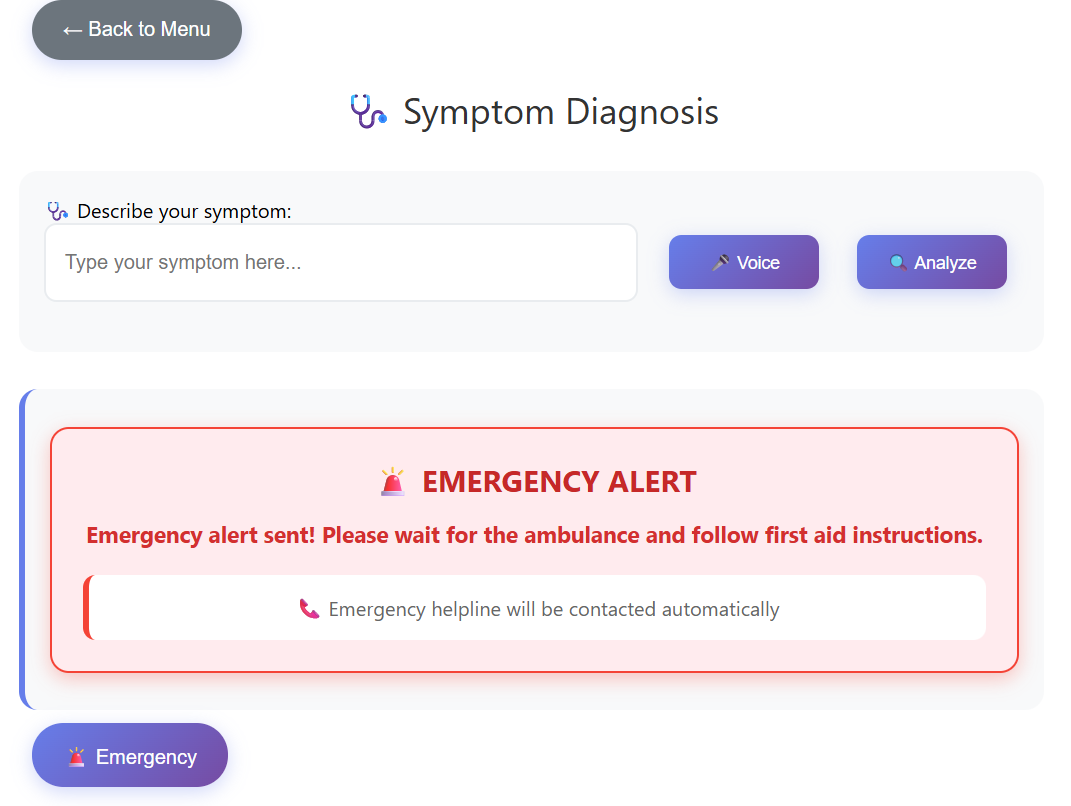 ← Back to Menu
🩺 Symptom Diagnosis
🩺 Describe your symptom:
Type your symptom here...
🎤 Voice
🔍 Analyze
🚨 EMERGENCY ALERT
Emergency alert sent! Please wait for the ambulance and follow first aid instructions.
📞 Emergency helpline will be contacted automatically
🚨 Emergency